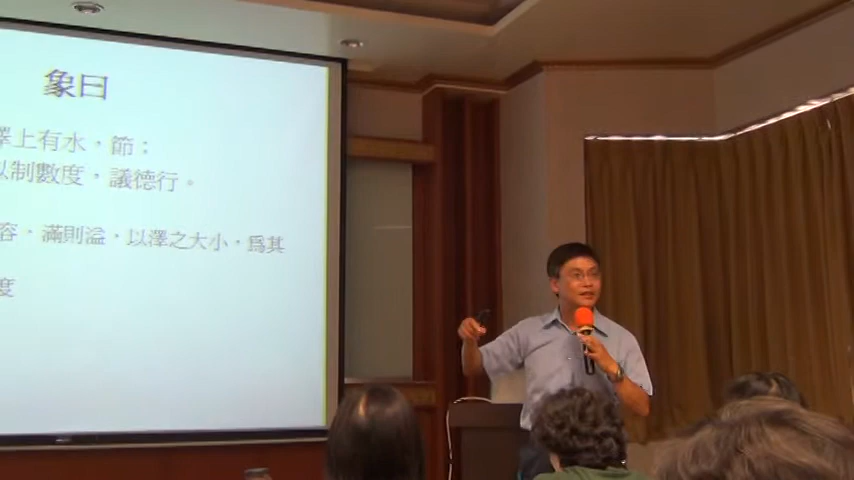 象曰
澤上有水，節；
以制數度，議德行。
容，滿則溢，以澤之大小，爲其
度